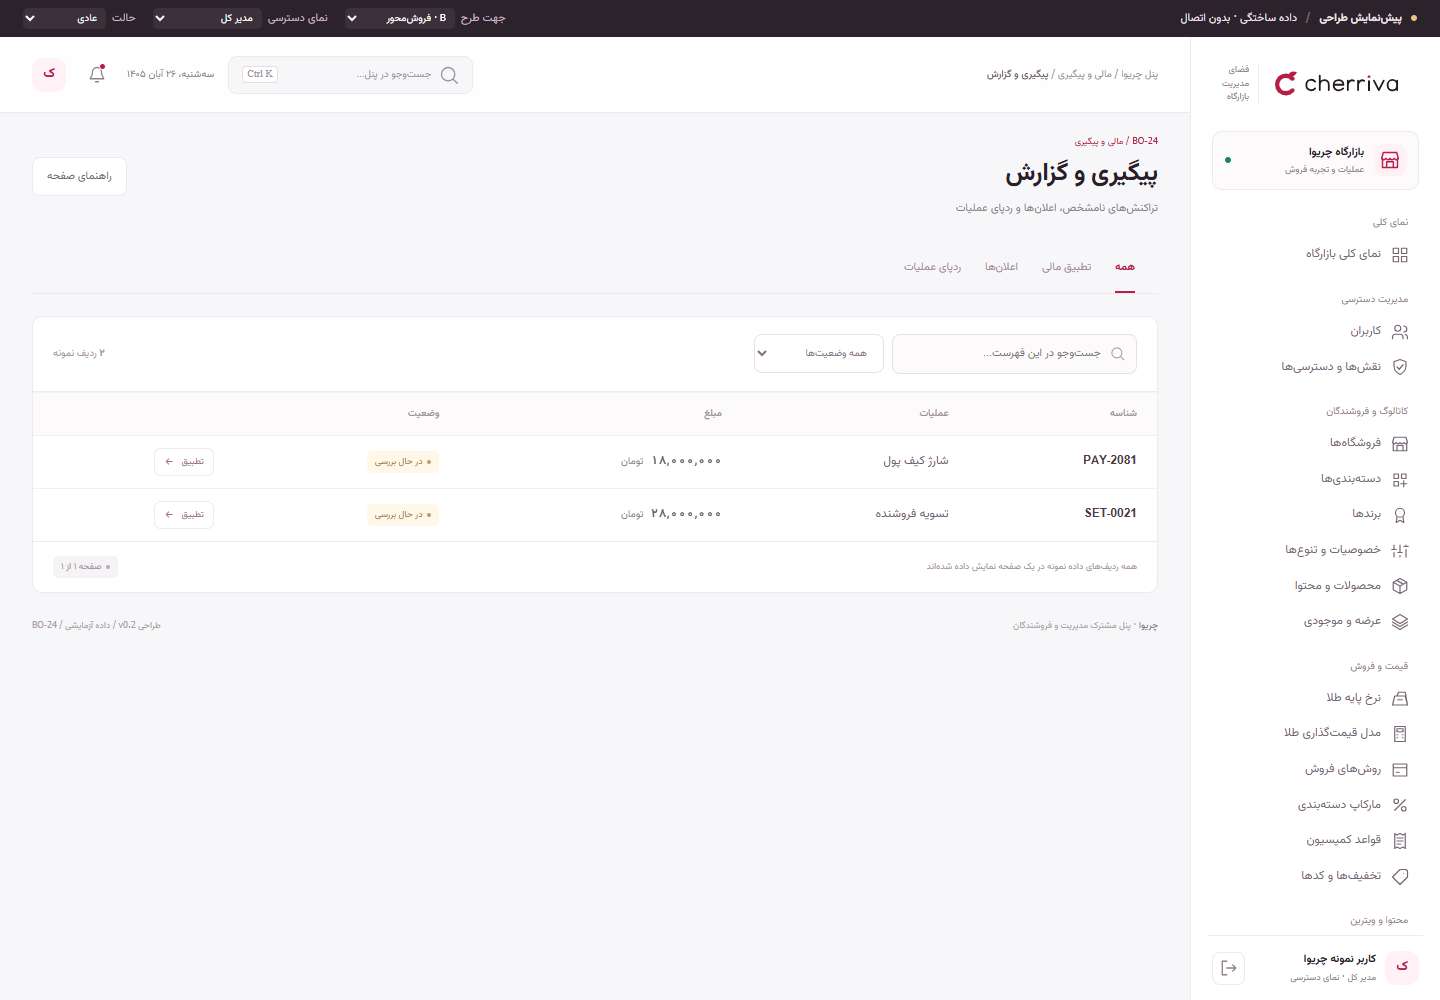 پیش‌نمایش طراحی / داده ساختگی · بدون اتصال
جهت طرح B · فروش‌محور نمای دسترسی مدیر کل حالت عادی
cherriva
فضای
مدیریت
بازارگاه
پنل چریوا / مالی و پیگیری / پیگیری و گزارش
جست‌وجو در پنل... Ctrl K
سه‌شنبه، ۲۶ آبان ۱۴۰۵
ک
بازارگاه چریوا
عملیات و تجربه فروش
نمای کلی
نمای کلی بازارگاه
مدیریت دسترسی
کاربران
نقش‌ها و دسترسی‌ها
کاتالوگ و فروشندگان
فروشگاه‌ها
دسته‌بندی‌ها
برندها
خصوصیات و تنوع‌ها
محصولات و محتوا
عرضه و موجودی
قیمت و فروش
نرخ پایه طلا
مدل قیمت‌گذاری طلا
روش‌های فروش
مارکاپ دسته‌بندی
قواعد کمیسیون
تخفیف‌ها و کدها
محتوا و ویترین
ک
کاربر نمونه چریوا
مدیر کل · نمای دسترسی
BO-24 / مالی و پیگیری
پیگیری و گزارش
تراکنش‌های نامشخص، اعلان‌ها و ردپای عملیات
راهنمای صفحه
همه تطبیق مالی اعلان‌ها ردپای عملیات
جست‌وجو در این فهرست...
همه وضعیت‌ها
۲ ردیف نمونه
شناسه عملیات مبلغ وضعیت
PAY-2081 شارژ کیف پول ۱۸,۰۰۰,۰۰۰ تومان در حال بررسی تطبیق ←
SET-0021 تسویه فروشنده ۲۸,۰۰۰,۰۰۰ تومان در حال بررسی تطبیق ←
همه ردیف‌های داده نمونه در یک صفحه نمایش داده شده‌اند
صفحه ۱ از ۱
چریوا · پنل مشترک مدیریت و فروشندگان
طراحی v0.2 / داده آزمایشی / BO-24